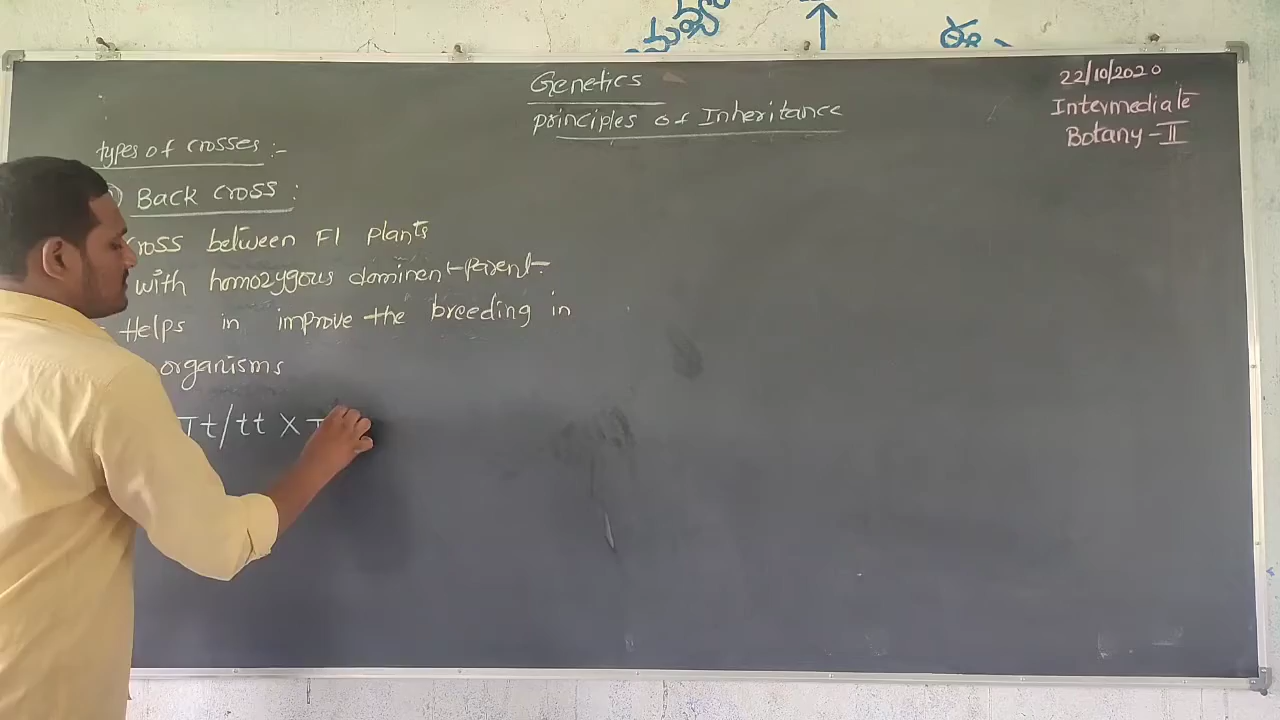 Genetics
principles of Inheritance
22/10/2020
Intermediate
Botany-II
types of crosses :-
Back cross :
cross between F1 plants
with homozygous dominent parent.
Helps in improve the breeding in
organisms
Tt/tt X T